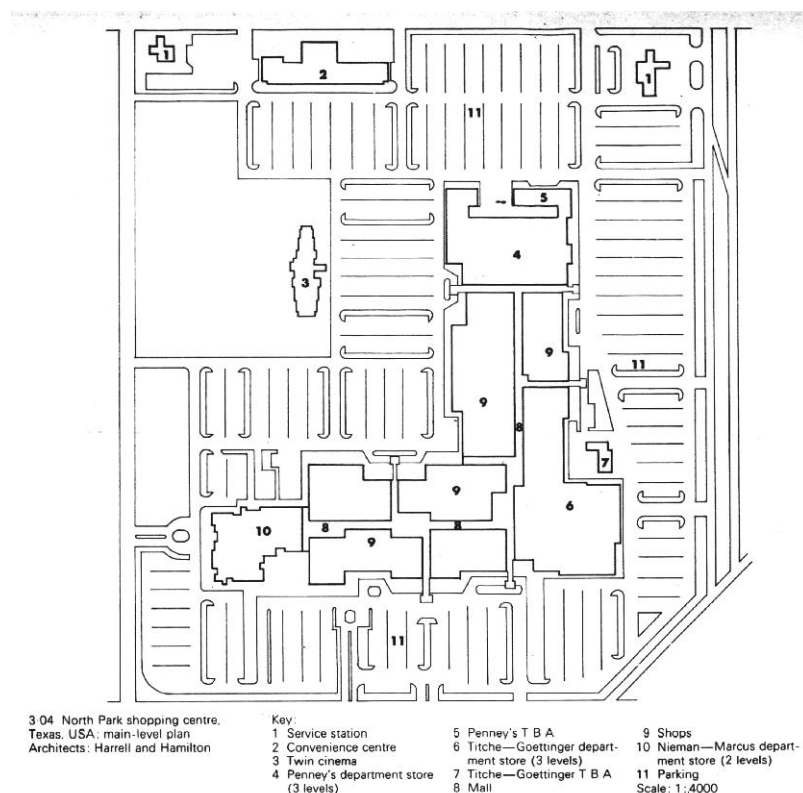 1
2
1
11
5
4
3
9
11
9
8
7
9
6
10
8
8
9
11
3·04 North Park shopping centre,
Texas, USA: main-level plan
Architects: Harrell and Hamilton
Key:
1 Service station
2 Convenience centre
3 Twin cinema
4 Penney's department store
(3 levels)
5 Penney's T B A
6 Titche—Goettinger depart-
ment store (3 levels)
7 Titche—Goettinger T B A
8 Mall
9 Shops
10 Nieman—Marcus depart-
ment store (2 levels)
11 Parking
Scale: 1:.4000